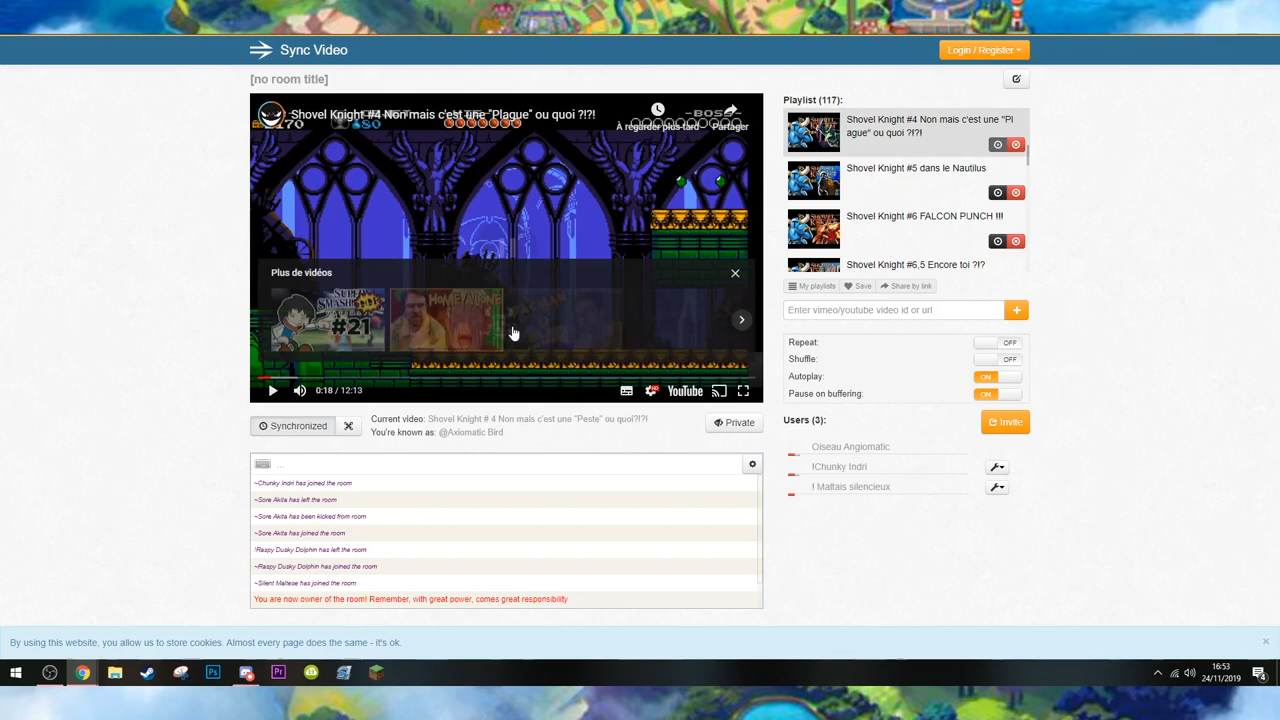 Sync Video
Login / Register
[no room title]
Shovel Knight #4 Non mais c'est une "Plague" ou quoi ?!?!
À regarder plus tard
Partager
BOSS
Plus de vidéos
SUPER SMASH
#21
HOME ALONE
0:18 / 12:13
HD
YouTube
Playlist (117):
Shovel Knight #4 Non mais c'est une "Pl
ague" ou quoi ?!?!
Shovel Knight #5 dans le Nautilus
Shovel Knight #6 FALCON PUNCH !!!
Shovel Knight #6,5 Encore toi ?!?
My playlists
Save
Share by link
Enter vimeo/youtube video id or url
Repeat: OFF
Shuffle: OFF
Autoplay: ON
Pause on buffering: ON
Users (3):
Invite
Oiseau Angiomatic
!Chunky Indri
! Maltais silencieux
Synchronized
Current video: Shovel Knight # 4 Non mais c'est une "Peste" ou quoi?!?!
You're known as: @Axiomatic Bird
Private
...
~Chunky Indri has joined the room
~Sore Akita has left the room
~Sore Akita has been kicked from room
~Sore Akita has joined the room
!Raspy Dusky Dolphin has left the room
~Raspy Dusky Dolphin has joined the room
~Silent Maltese has joined the room
You are now owner of the room! Remember, with great power, comes great responsibility
By using this website, you allow us to store cookies. Almost every page does the same - it's ok.
Ps
Pr
16:53
24/11/2019
4